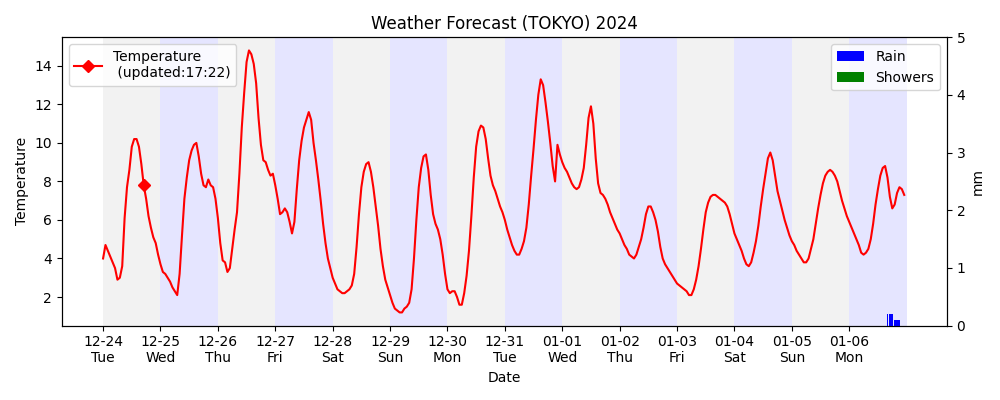 Weather Forecast (TOKYO) 2024
Temperature
(updated:17:22)
Rain
Showers
14
12
10
8
6
4
2
Temperature
5
4
3
2
1
0
mm
12-24 12-25 12-26 12-27 12-28 12-29 12-30 12-31 01-01 01-02 01-03 01-04 01-05 01-06
Tue Wed Thu Fri Sat Sun Mon Tue Wed Thu Fri Sat Sun Mon
Date